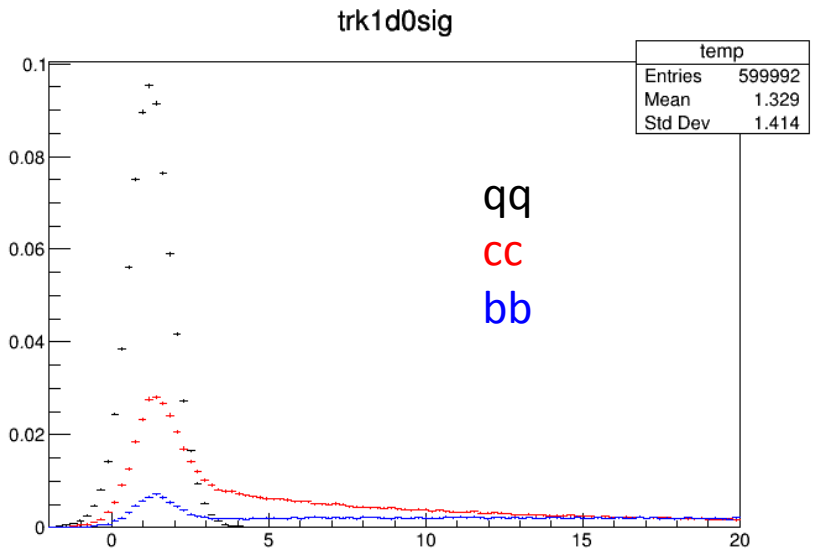 trk1d0sig
temp
Entries 599992
Mean 1.329
Std Dev 1.414
0.1
0.08
0.06
0.04
0.02
0
qq
cc
bb
0 5 10 15 20